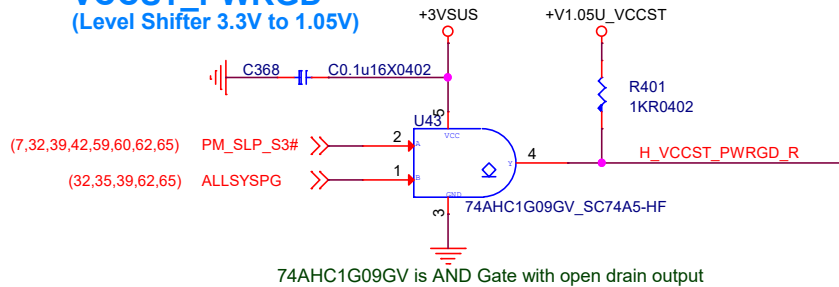 VCCST_PWRGD
(Level Shifter 3.3V to 1.05V)
+3VSUS
+V1.05U_VCCST
C368
C0.1u16X0402
R401
1KR0402
U43
5
VCC
(7,32,39,42,59,60,62,65)
PM_SLP_S3#
2
A
Y
4
H_VCCST_PWRGD_R
(32,35,39,62,65)
ALLSYSPG
1
B
GND
3
74AHC1G09GV_SC74A5-HF
74AHC1G09GV is AND Gate with open drain output